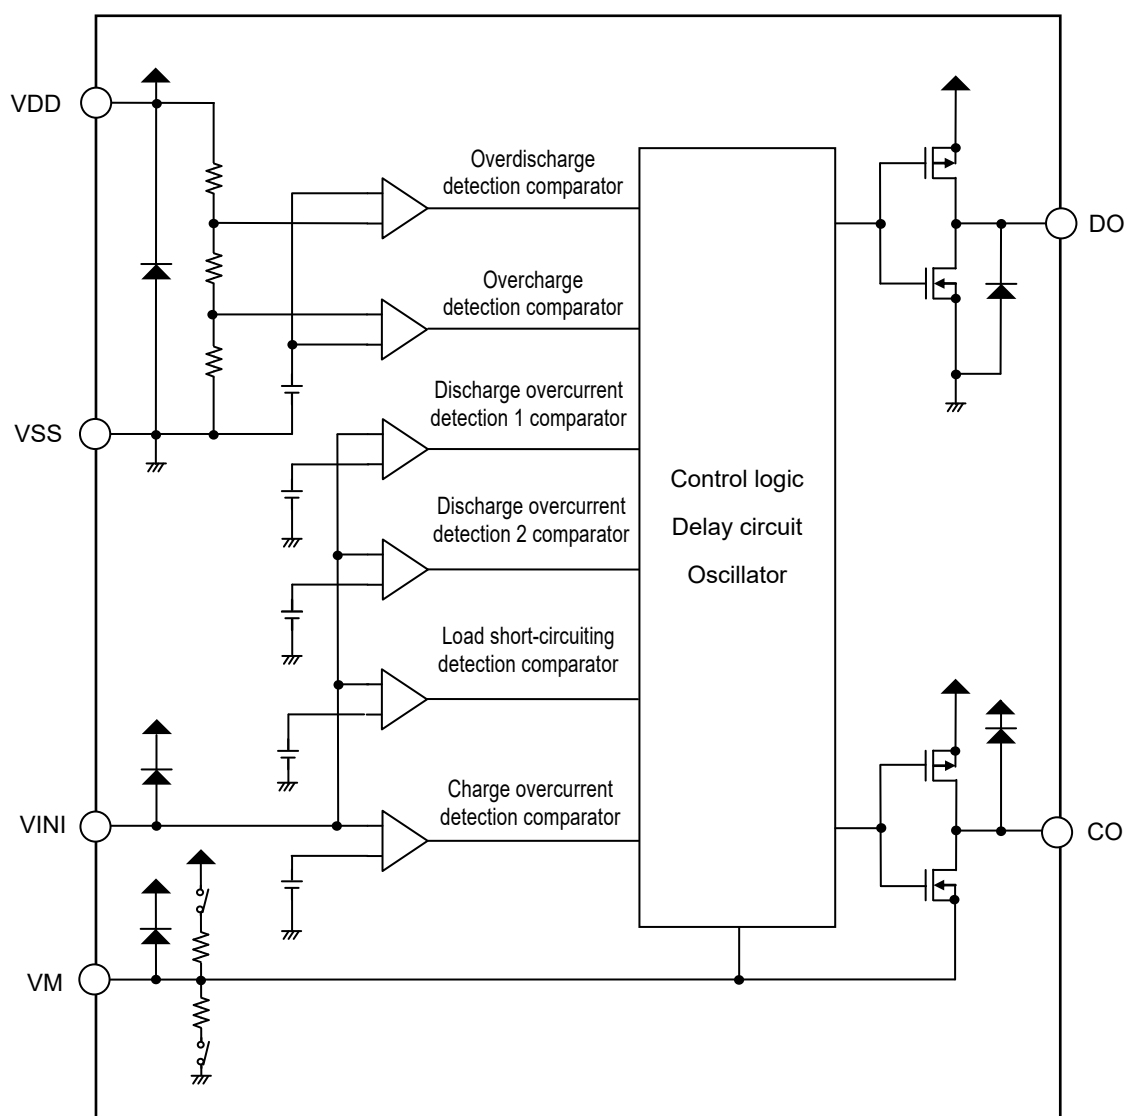 VDD
Overdischarge
detection comparator
DO
Overcharge
detection comparator
Discharge overcurrent
detection 1 comparator
VSS
Control logic
Delay circuit
Oscillator
Discharge overcurrent
detection 2 comparator
Load short-circuiting
detection comparator
Charge overcurrent
detection comparator
VINI
CO
VM